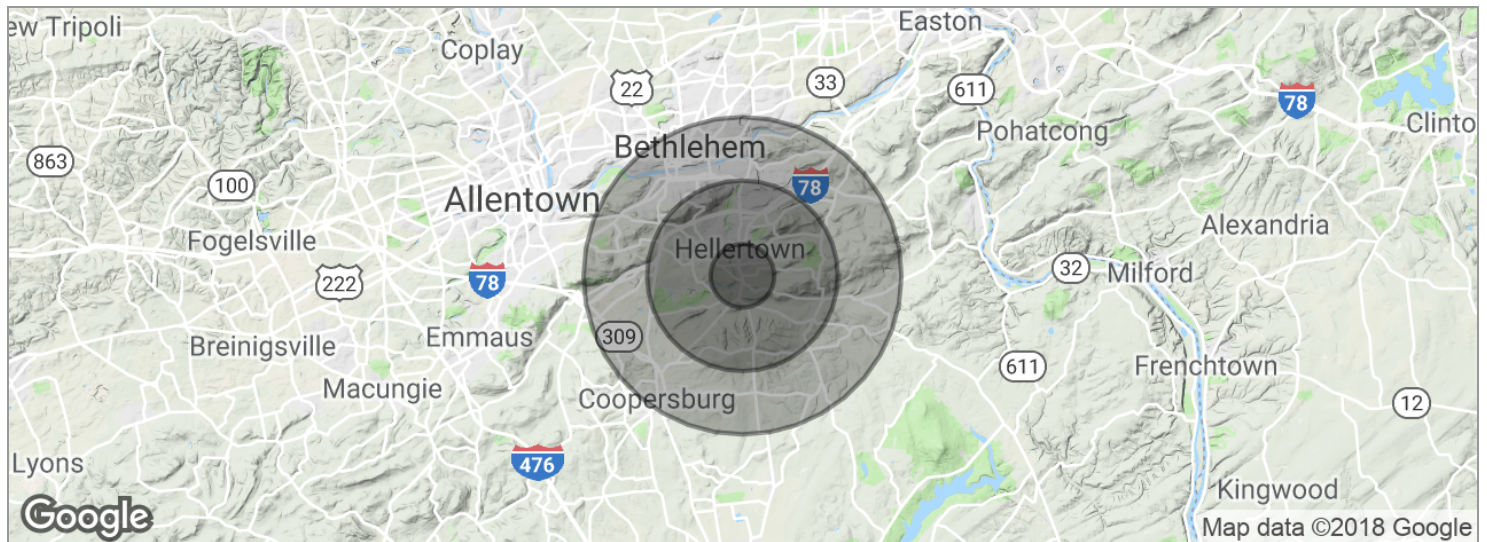 ew Tripoli
Coplay
Easton
22
33
611
78
Clinto
Pohatcong
Bethlehem
863
100
78
Allentown
Alexandria
Fogelsville
Hellertown
222
78
32
Milford
Emmaus
309
Breinigsville
611
Frenchtown
Macungie
Coopersburg
12
Lyons
476
Kingwood
Google
Map data ©2018 Google